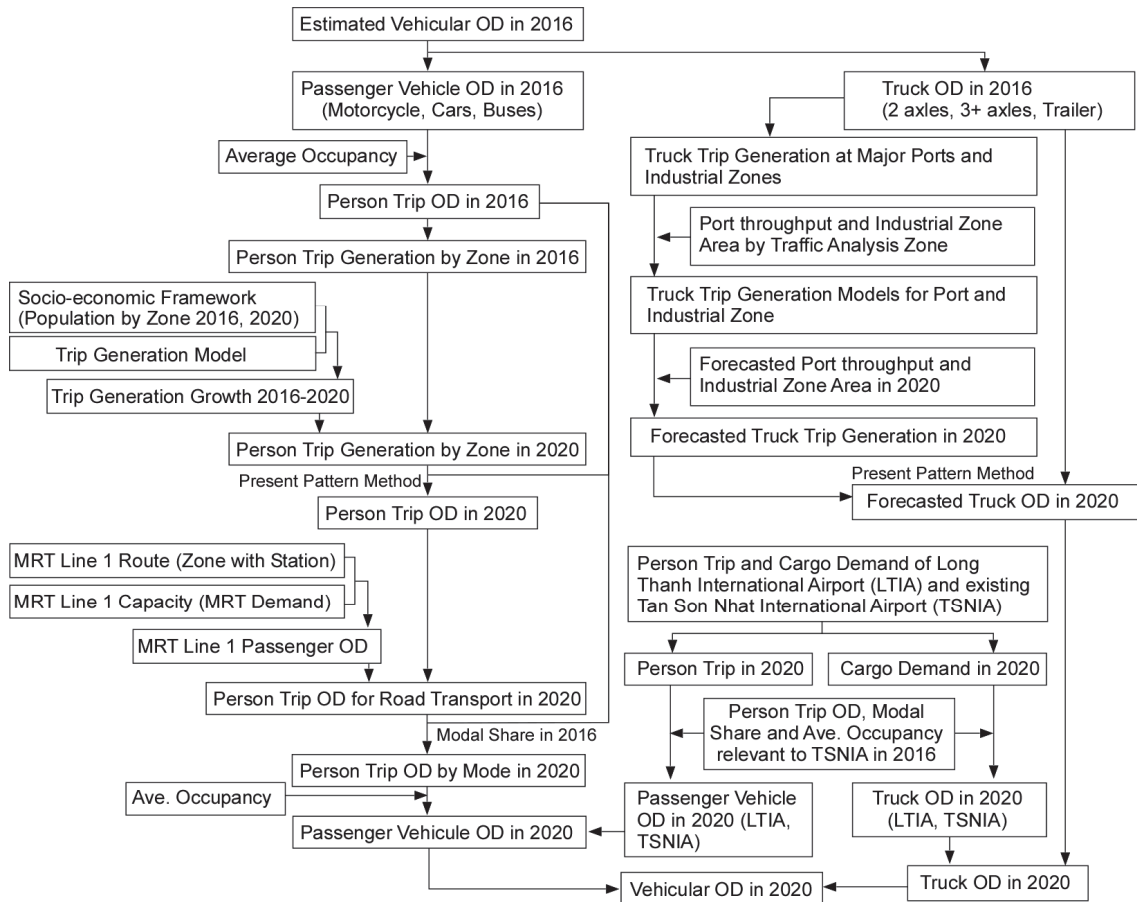 Estimated Vehicular OD in 2016
Passenger Vehicle OD in 2016
(Motorcycle, Cars, Buses)
Truck OD in 2016
(2 axles, 3+ axles, Trailer)
Average Occupancy
Truck Trip Generation at Major Ports and
Industrial Zones
Person Trip OD in 2016
Port throughput and Industrial Zone
Area by Traffic Analysis Zone
Person Trip Generation by Zone in 2016
Socio-economic Framework
(Population by Zone 2016, 2020)
Truck Trip Generation Models for Port and
Industrial Zone
Trip Generation Model
Forecasted Port throughput and
Industrial Zone Area in 2020
Trip Generation Growth 2016-2020
Person Trip Generation by Zone in 2020
Forecasted Truck Trip Generation in 2020
Present Pattern Method
Present Pattern Method
Person Trip OD in 2020
Forecasted Truck OD in 2020
MRT Line 1 Route (Zone with Station)
MRT Line 1 Capacity (MRT Demand)
Person Trip and Cargo Demand of Long
Thanh International Airport (LTIA) and existing
Tan Son Nhat International Airport (TSNIA)
MRT Line 1 Passenger OD
Person Trip in 2020
Cargo Demand in 2020
Person Trip OD for Road Transport in 2020
Modal Share in 2016
Person Trip OD, Modal
Share and Ave. Occupancy
relevant to TSNIA in 2016
Person Trip OD by Mode in 2020
Ave. Occupancy
Passenger Vehicle
OD in 2020 (LTIA,
TSNIA)
Truck OD in 2020
(LTIA, TSNIA)
Passenger Vehicule OD in 2020
Vehicular OD in 2020
Truck OD in 2020